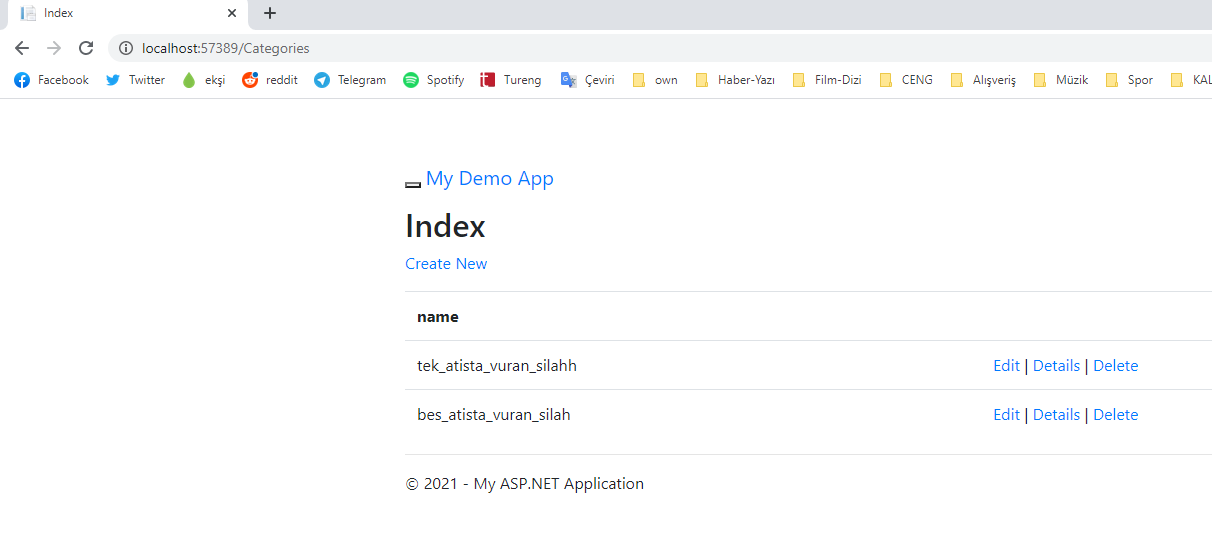 Index
localhost:57389/Categories
Facebook Twitter ekşi reddit Telegram Spotify Tureng Çeviri own Haber-Yazı Film-Dizi CENG Alışveriş Müzik Spor KAL
My Demo App
Index
Create New
name
tek_atista_vuran_silahh Edit | Details | Delete
bes_atista_vuran_silah Edit | Details | Delete
© 2021 - My ASP.NET Application